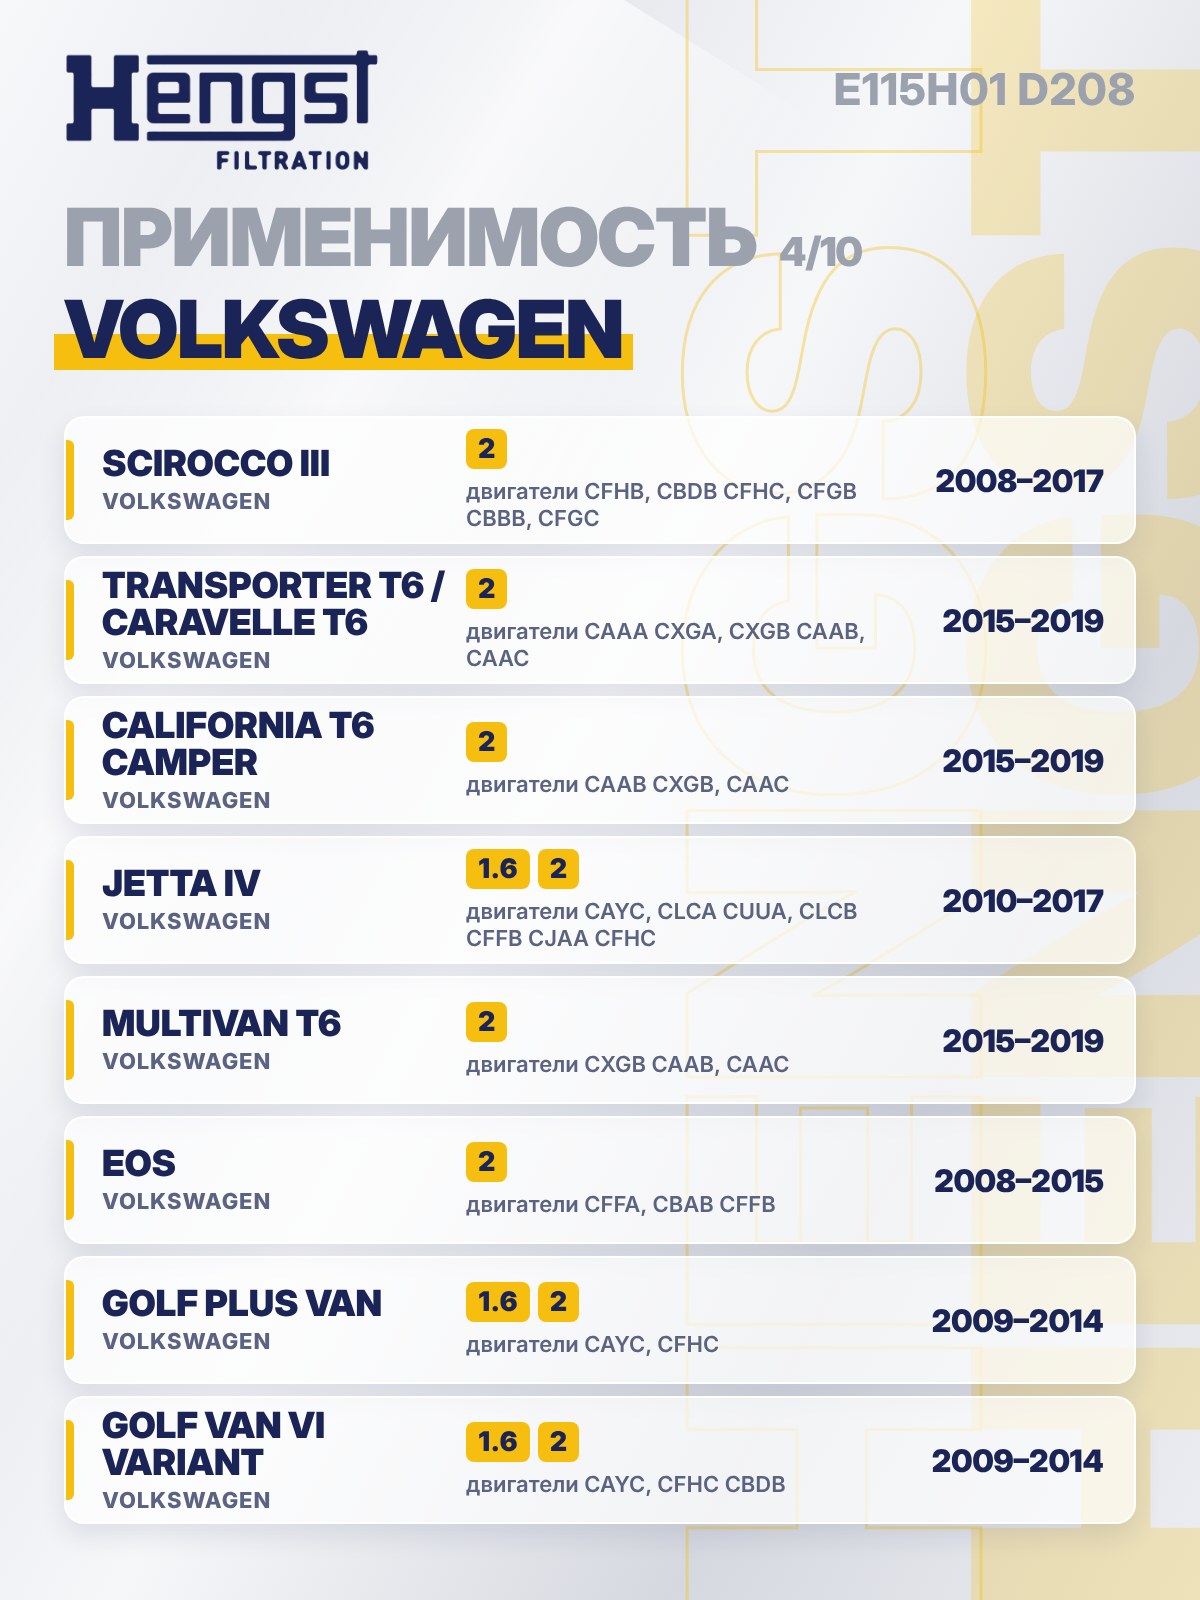 Hengst
FILTRATION
E115H01 D208
ПРИМЕНИМОСТЬ 4/10
VOLKSWAGEN
SCIROCCO III
VOLKSWAGEN
2
двигатели CFHB, CBDB CFHC, CFGB
CBBB, CFGC
2008–2017
TRANSPORTER T6 /
CARAVELLE T6
VOLKSWAGEN
2
двигатели CAAA CXGA, CXGB CAAB,
CAAC
2015–2019
CALIFORNIA T6
CAMPER
VOLKSWAGEN
2
двигатели CAAB CXGB, CAAC
2015–2019
JETTA IV
VOLKSWAGEN
1.6 2
двигатели CAYC, CLCA CUUA, CLCB
CFFB CJAA CFHC
2010–2017
MULTIVAN T6
VOLKSWAGEN
2
двигатели CXGB CAAB, CAAC
2015–2019
EOS
VOLKSWAGEN
2
двигатели CFFA, CBAB CFFB
2008–2015
GOLF PLUS VAN
VOLKSWAGEN
1.6 2
двигатели CAYC, CFHC
2009–2014
GOLF VAN VI
VARIANT
VOLKSWAGEN
1.6 2
двигатели CAYC, CFHC CBDB
2009–2014
HENGST
HENGST